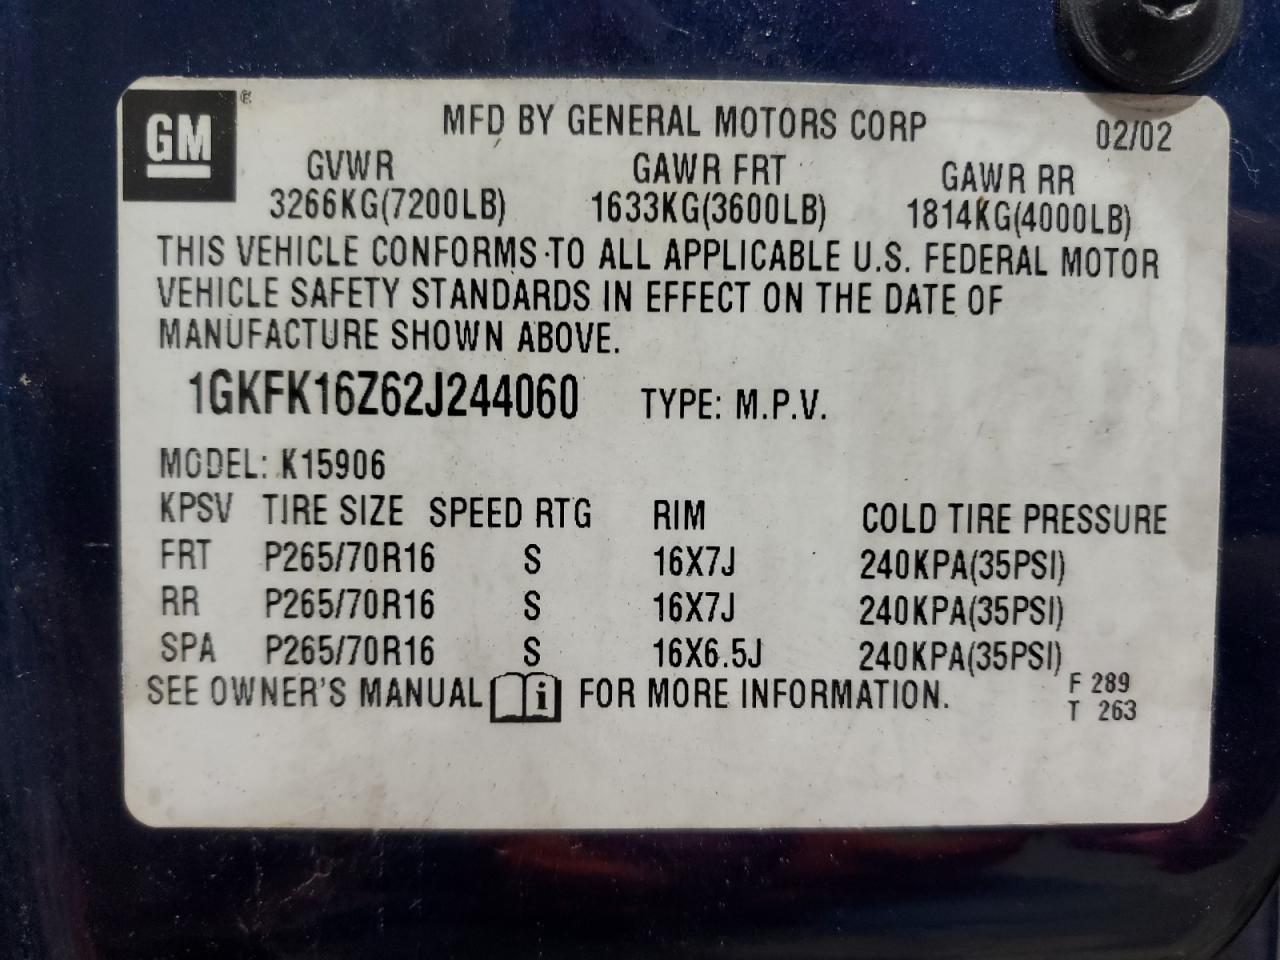 GM ® MFD BY GENERAL MOTORS CORP 02/02
GVWR GAWR FRT GAWR RR
3266KG(7200LB) 1633KG(3600LB) 1814KG(4000LB)
THIS VEHICLE CONFORMS TO ALL APPLICABLE U.S. FEDERAL MOTOR
VEHICLE SAFETY STANDARDS IN EFFECT ON THE DATE OF
MANUFACTURE SHOWN ABOVE.
1GKFK16Z62J244060 TYPE: M.P.V.
MODEL: K15906
KPSV TIRE SIZE SPEED RTG RIM COLD TIRE PRESSURE
FRT P265/70R16 S 16X7J 240KPA(35PSI)
RR P265/70R16 S 16X7J 240KPA(35PSI)
SPA P265/70R16 S 16X6.5J 240KPA(35PSI)
SEE OWNER'S MANUAL i FOR MORE INFORMATION. F 289
T 263